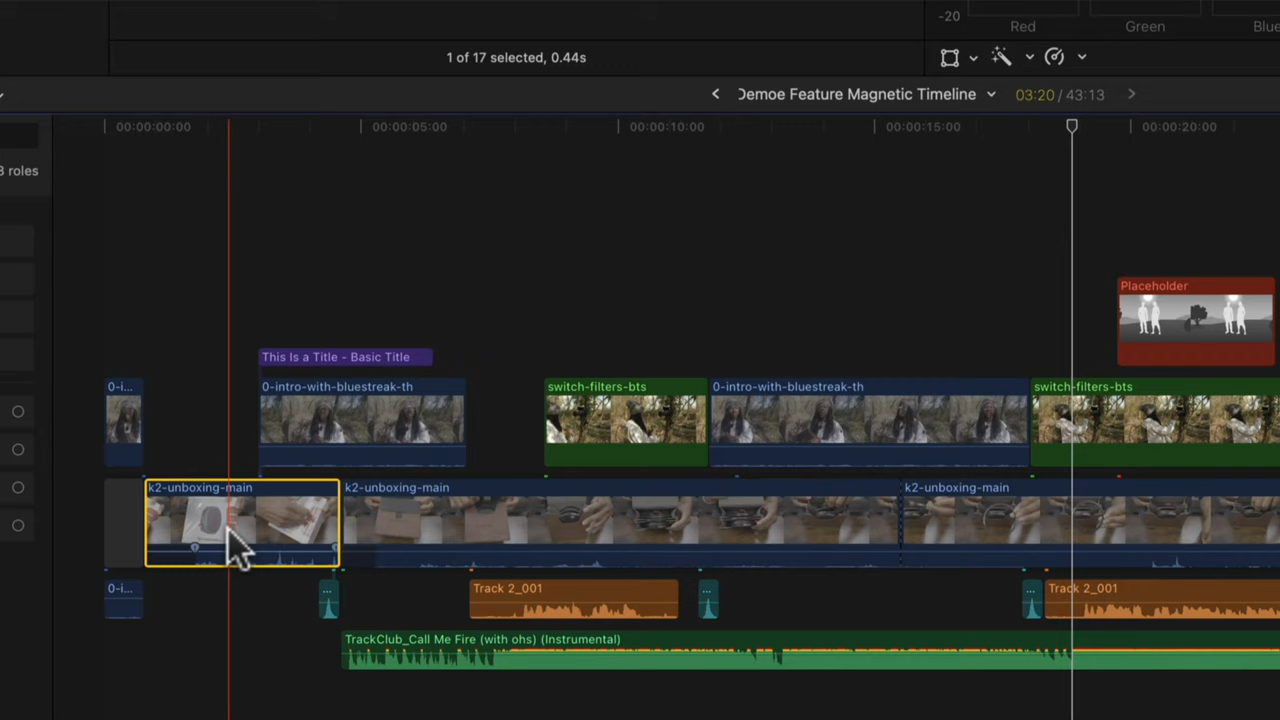 -20
Red Green Blue
1 of 17 selected, 0.44s
Demoe Feature Magnetic Timeline 03:20 / 43:13
00:00:00:00 00:00:05:00 00:00:10:00 00:00:15:00 00:00:20:00
3 roles
Placeholder
This Is a Title - Basic Title
0-i... 0-intro-with-bluestreak-th switch-filters-bts 0-intro-with-bluestreak-th switch-filters-bts
k2-unboxing-main k2-unboxing-main k2-unboxing-main
0-i... ... Track 2_001 ... ... Track 2_001
TrackClub_Call Me Fire (with ohs) (Instrumental)